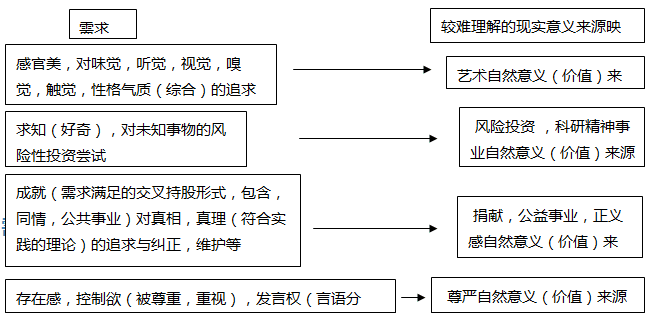 需求
较难理解的现实意义来源映
感官美，对味觉，听觉，视觉，嗅
觉，触觉，性格气质（综合）的追求
艺术自然意义（价值）来
求知（好奇），对未知事物的风
险性投资尝试
风险投资 ，科研精神事
业自然意义（价值）来源
成就（需求满足的交叉持股形式，包含，
同情，公共事业）对真相，真理（符合实
践的理论）的追求与纠正，维护等
捐献，公益事业，正义
感自然意义（价值）来
存在感，控制欲（被尊重，重视），发言权（言语分
尊严自然意义（价值）来源